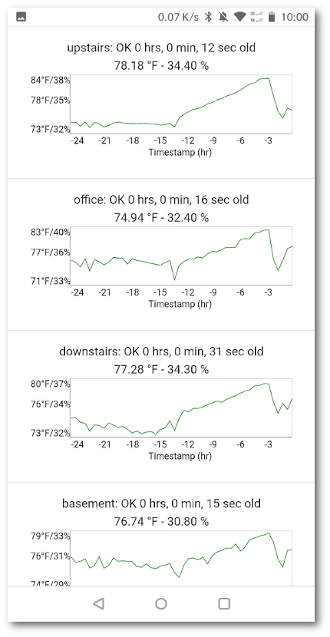 0.07 K/s 10:00
upstairs: OK 0 hrs, 0 min, 12 sec old
78.18 °F - 34.40 %
84°F/38%
78°F/35%
73°F/32%
-24 -21 -18 -15 -12 -9 -6 -3
Timestamp (hr)
office: OK 0 hrs, 0 min, 16 sec old
74.94 °F - 32.40 %
83°F/40%
77°F/36%
71°F/33%
-24 -21 -18 -15 -12 -9 -6 -3
Timestamp (hr)
downstairs: OK 0 hrs, 0 min, 31 sec old
77.28 °F - 34.30 %
80°F/37%
76°F/34%
73°F/32%
-24 -21 -18 -15 -12 -9 -6 -3
Timestamp (hr)
basement: OK 0 hrs, 0 min, 15 sec old
76.74 °F - 30.80 %
79°F/33%
76°F/31%
74°F/29%